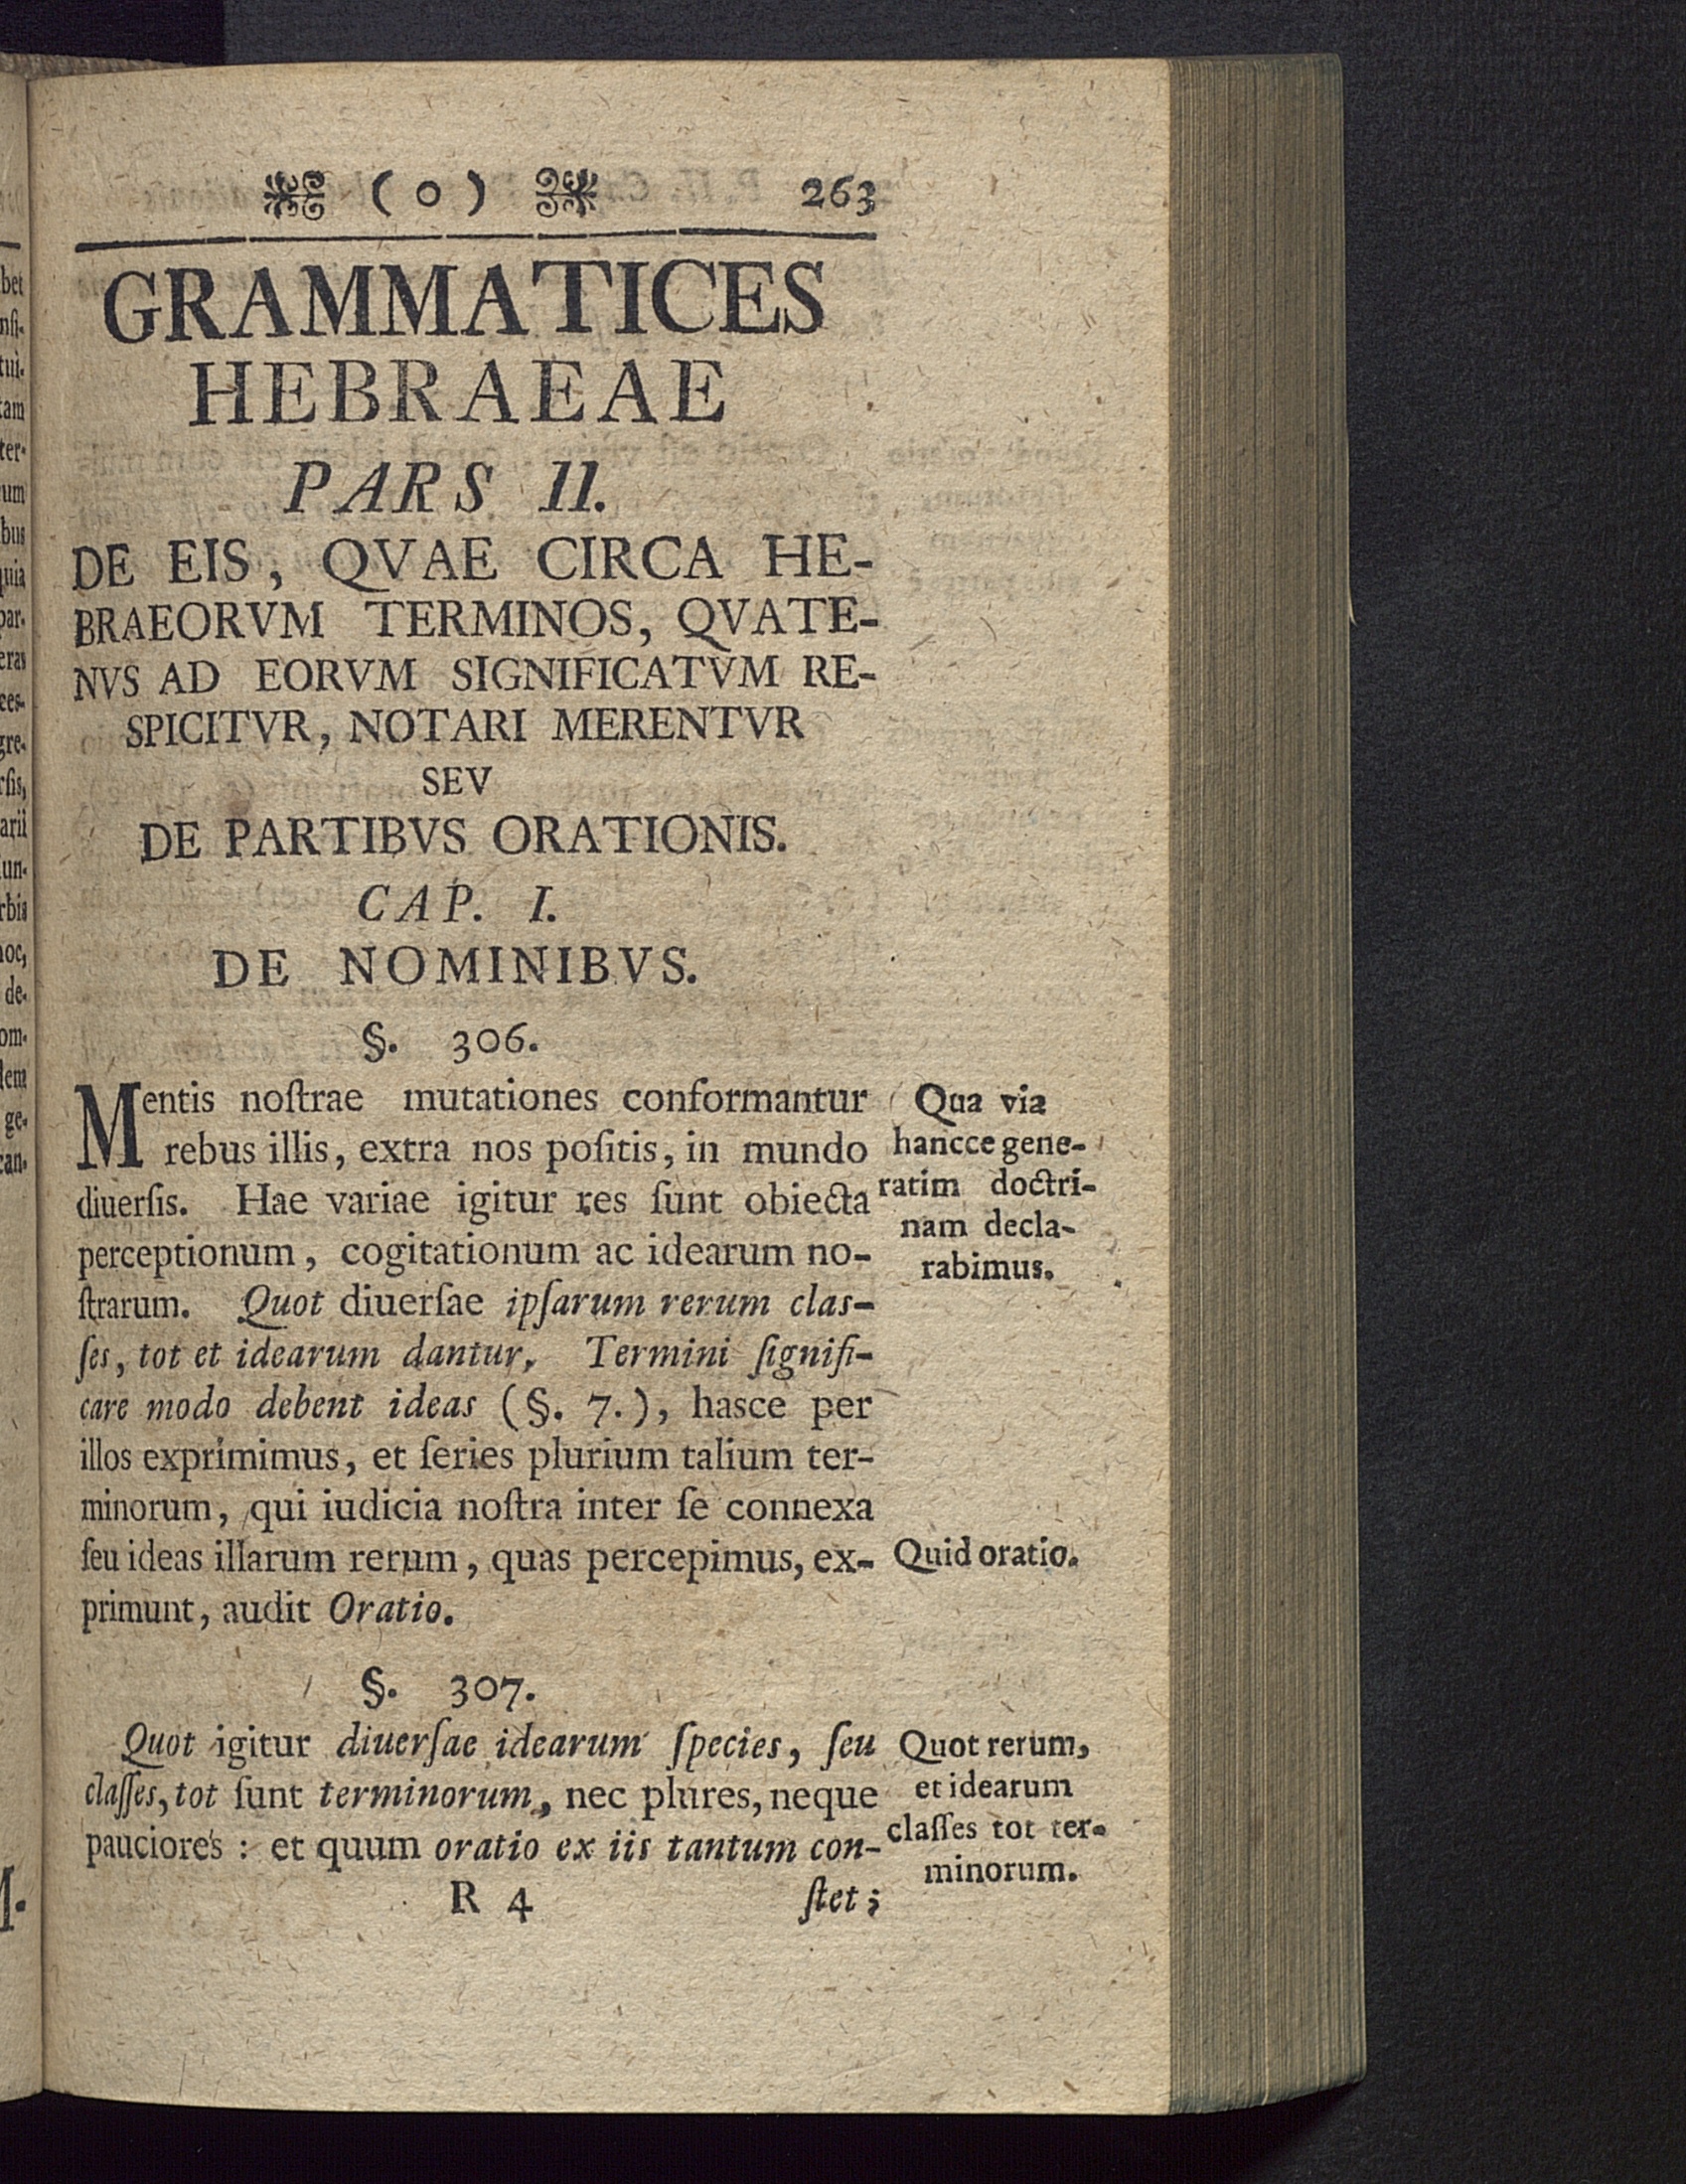 ( o ) 263
GRAMMATICES
HEBRAEAE
PARS II.
DE EIS, QVAE CIRCA HE-
BRAEORVM TERMINOS, QVATE-
NVS AD EORVM SIGNIFICATVM RE-
SPICITVR, NOTARI MERENTVR
SEV
DE PARTIBVS ORATIONIS.
CAP. I.
DE NOMINIBVS.
§. 306.
Mentis noſtrae mutationes conformantur
rebus illis, extra nos poſitis, in mundo
diuerſis. Hae variae igitur res ſunt obiecta
perceptionum, cogitationum ac idearum no-
ſtrarum. Quot diuerſae ipſarum rerum clas-
ſes, tot et idearum dantur. Termini ſignifi-
care modo debent ideas (§. 7.), hasce per
illos exprimimus, et ſeries plurium talium ter-
minorum, qui iudicia noſtra inter ſe connexa
ſeu ideas illarum rerum, quas percepimus, ex-
primunt, audit Oratio.
Qua via
hancce gene-
ratim doctri-
nam decla-
rabimus.
Quid oratio.
§. 307.
Quot igitur diuerſae idearum ſpecies, ſeu
claſſes, tot ſunt terminorum, nec plures, neque
pauciores: et quum oratio ex iis tantum con-
Quot rerum,
et idearum
claſſes tot ter-
minorum.
R 4 ſtet;